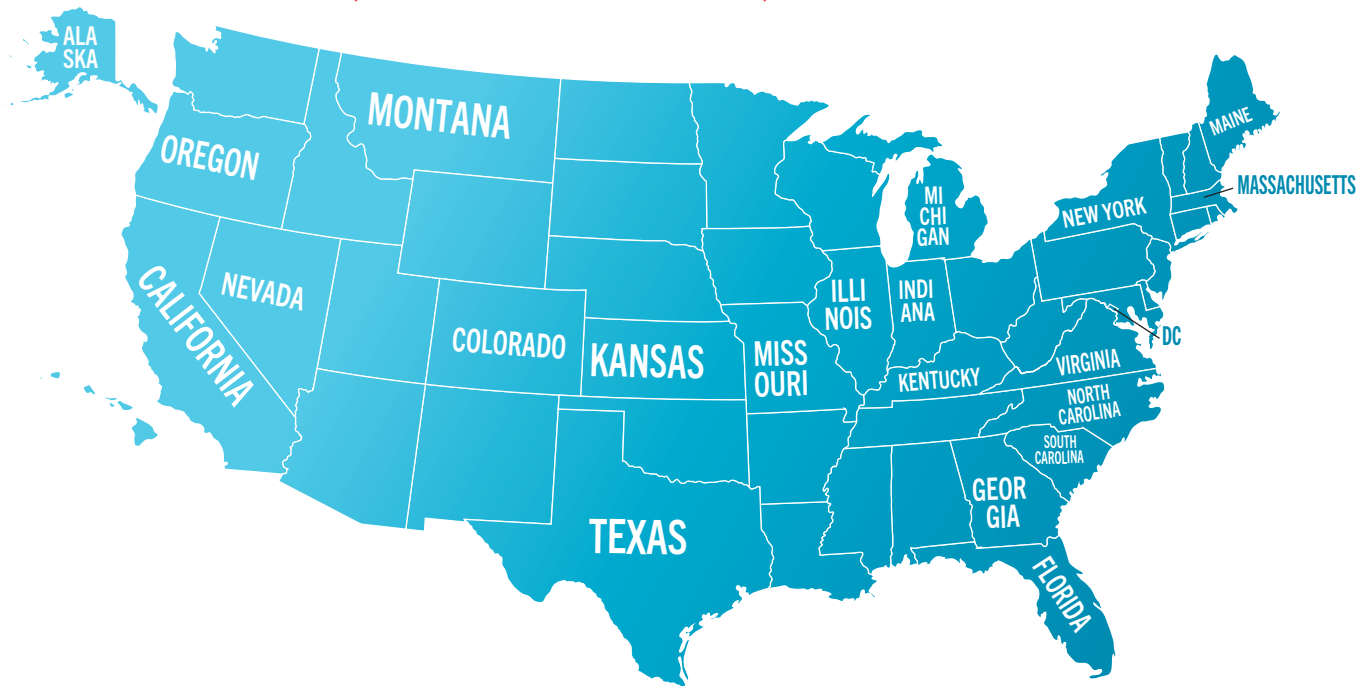 ALA
SKA
MONTANA
OREGON
MAINE
MASSACHUSETTS
MI
CHI
GAN
NEW YORK
NEVADA
CALIFORNIA
ILLI
NOIS
INDI
ANA
COLORADO
KANSAS
MISS
OURI
DC
VIRGINIA
KENTUCKY
NORTH
CAROLINA
SOUTH
CAROLINA
GEOR
GIA
TEXAS
FLORIDA